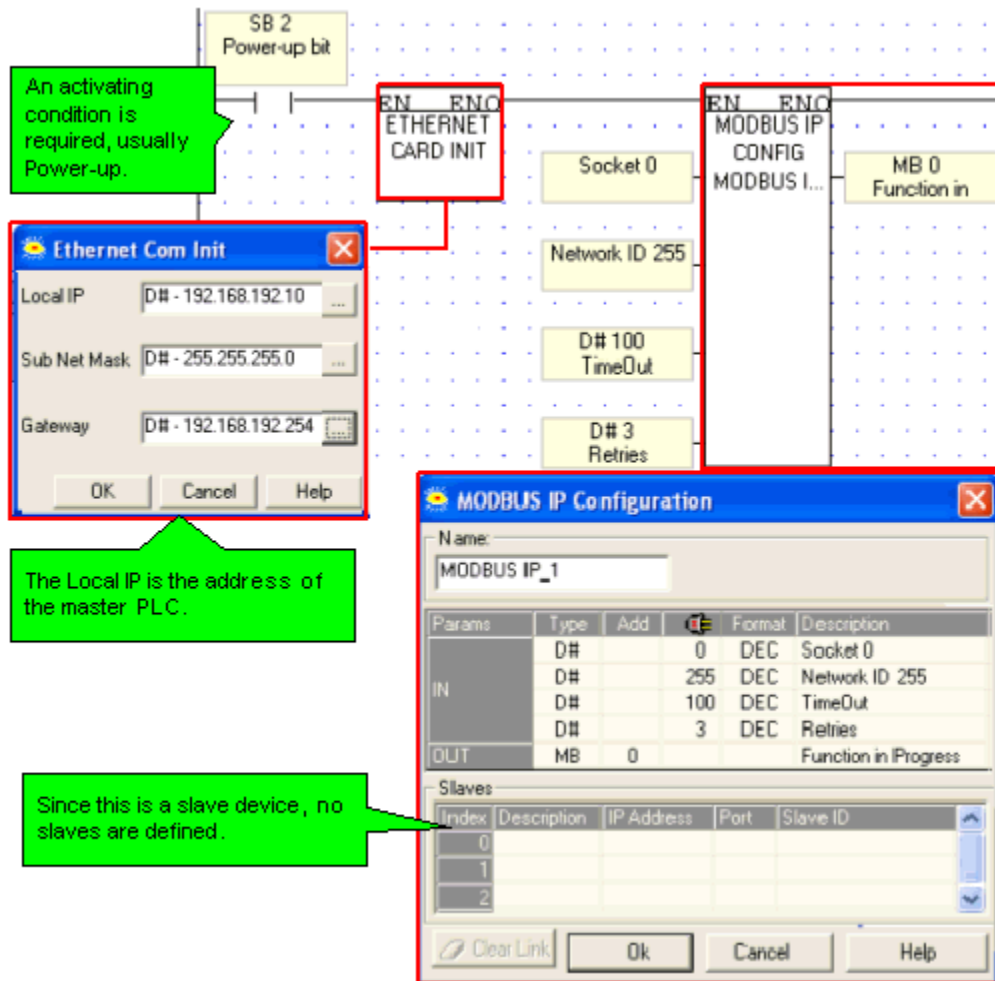 SB 2
Power-up bit
An activating
condition is
required, usually
Power-up.
EN ENO
ETHERNET
CARD INIT
EN ENO
MODBUS IP
CONFIG
MODBUS I...
Socket 0
MB 0
Function in
Network ID 255
D# 100
TimeOut
D# 3
Retries
Ethernet Com Init
Local IP D# - 192.168.192.10 ...
Sub Net Mask D# - 255.255.255.0 ...
Gateway D# - 192.168.192.254 ...
OK Cancel Help
The Local IP is the address of
the master PLC.
MODBUS IP Configuration
Name:
MODBUS IP_1
Params Type Add Format Description
IN
D# 0 DEC Socket 0
D# 255 DEC Network ID 255
D# 100 DEC TimeOut
D# 3 DEC Retries
OUT MB 0 Function in Progress
Since this is a slave device, no
slaves are defined.
Slaves
Index Description IP Address Port Slave ID
0
1
2
Clear Link Ok Cancel Help